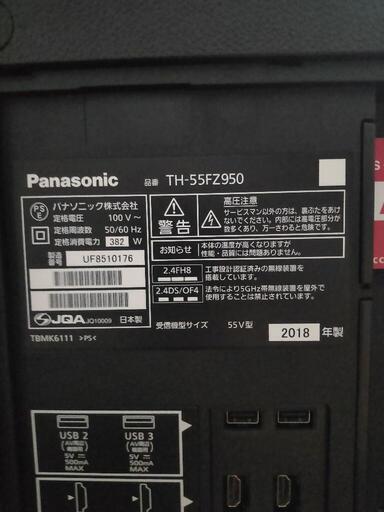 Panasonic 品番 TH-55FZ950
PS E パナソニック株式会社
定格電圧 100 V～
定格周波数 50/60 Hz
定格消費電力 382 W
製造番号 UF8510176
警告
高圧注意
サービスマン以外の方は、裏ぶたをあけ
ないでください。内部には高電圧部分が
数多くあり、万一さわると危険です。
お知らせ
本体の温度が高くなりますが
性能・品質には問題ありません。
2.4FH8
工事設計認証済みの無線装置を
搭載しています。
2.4DS/OF4
法令により5GHz帯無線装置を屋外で
使用することは禁止されています。
JQA JQ10009 日本製
TBMK6111 >PS<
受信機型サイズ 55V型 2018 年製
USB 2
5V⎓
500mA
MAX
USB 3
5V⎓
500mA
MAX